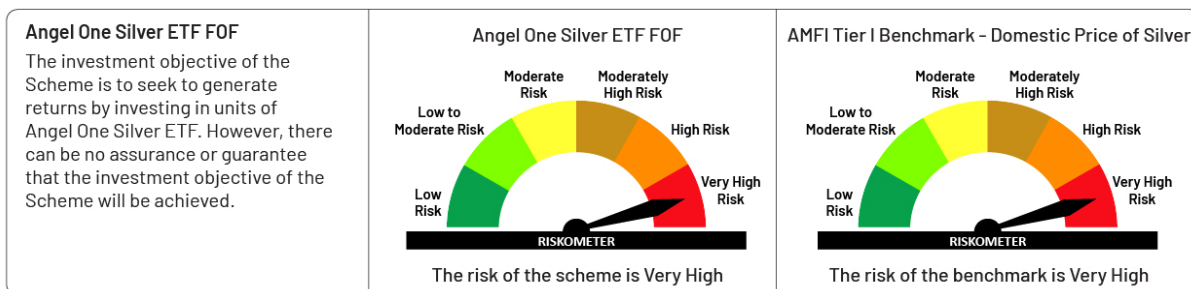 Angel One Silver ETF FOF
The investment objective of the
Scheme is to seek to generate
returns by investing in units of
Angel One Silver ETF. However, there
can be no assurance or guarantee
that the investment objective of the
Scheme will be achieved.
Angel One Silver ETF FOF
Moderate
Risk
Moderately
High Risk
Low to
Moderate Risk
High Risk
Low
Risk
Very High
Risk
RISKOMETER
The risk of the scheme is Very High
AMFI Tier I Benchmark - Domestic Price of Silver
Moderate
Risk
Moderately
High Risk
Low to
Moderate Risk
High Risk
Low
Risk
Very High
Risk
RISKOMETER
The risk of the benchmark is Very High